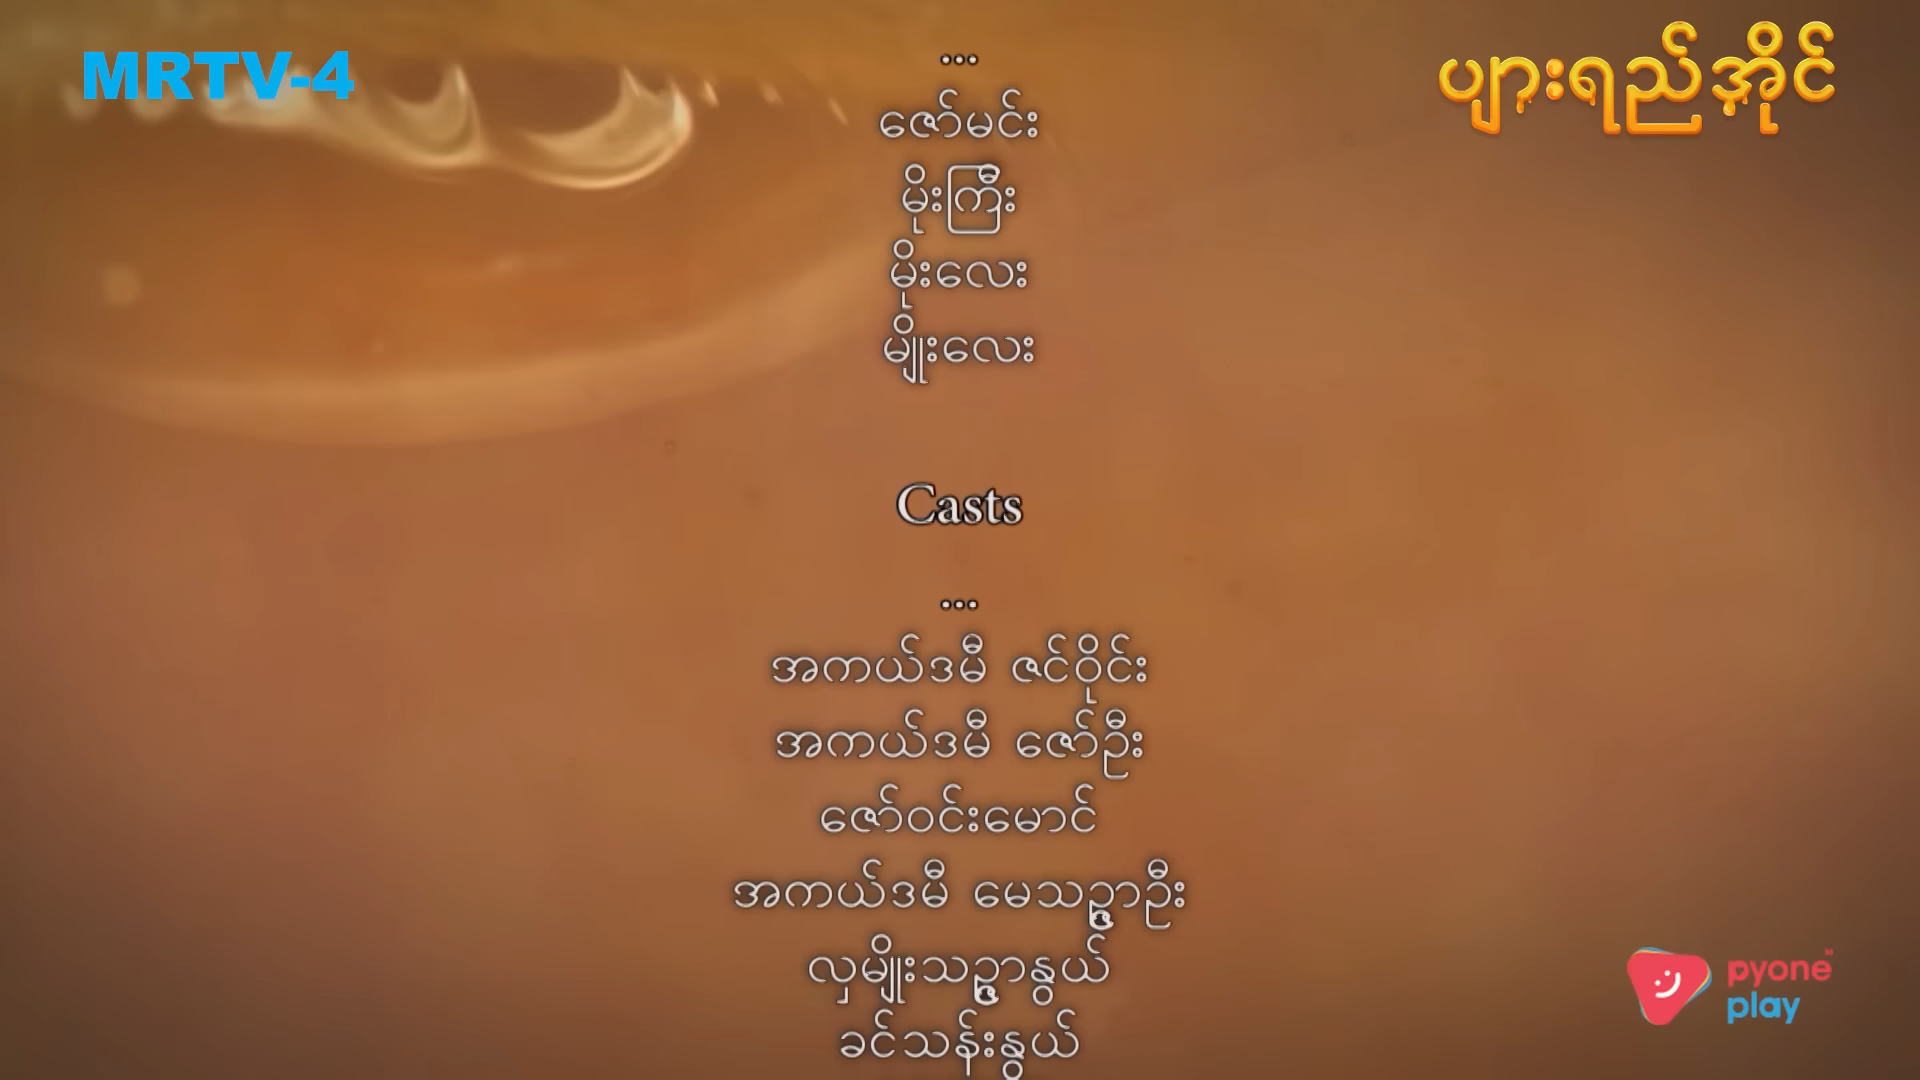 MRTV-4
ပျားရည်အိုင်
...
ဇော်မင်း
မိုးကြီး
မိုးလေး
မျိုးလေး
Casts
...
အကယ်ဒမီ ဇင်ဝိုင်း
အကယ်ဒမီ ဇော်ဦး
ဇော်ဝင်းမောင်
အကယ်ဒမီ မေသဉ္ဇာဦး
လှမျိုးသဉ္ဇာနွယ်
ခင်သန်းနွယ်
pyone
play